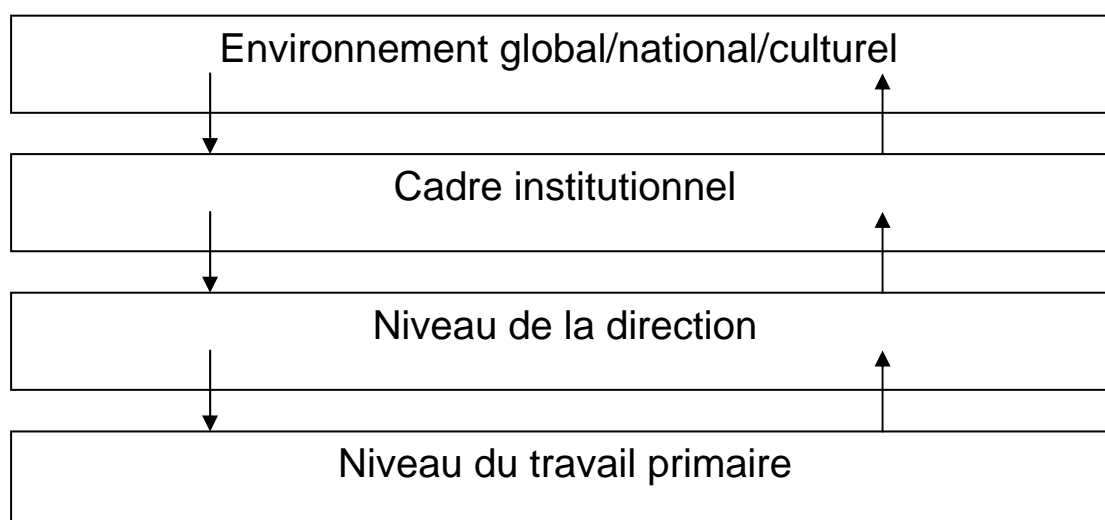 Environnement global/national/culturel
Cadre institutionnel
Niveau de la direction
Niveau du travail primaire